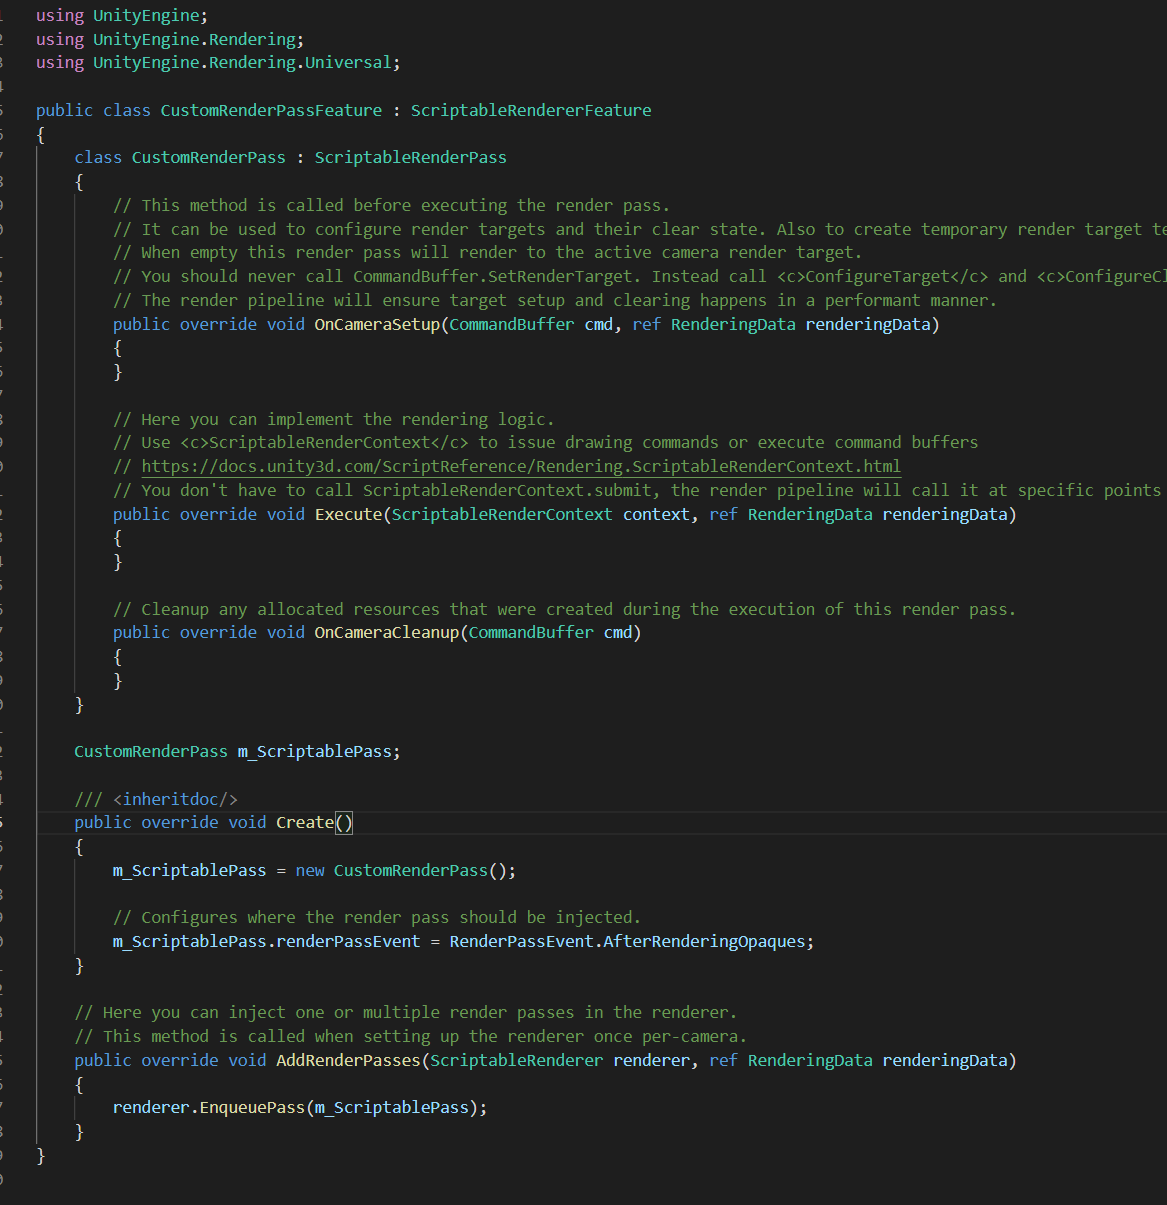 using UnityEngine;
using UnityEngine.Rendering;
using UnityEngine.Rendering.Universal;

public class CustomRenderPassFeature : ScriptableRendererFeature
{
    class CustomRenderPass : ScriptableRenderPass
    {
        // This method is called before executing the render pass.
        // It can be used to configure render targets and their clear state. Also to create temporary render target
        // When empty this render pass will render to the active camera render target.
        // You should never call CommandBuffer.SetRenderTarget. Instead call <c>ConfigureTarget</c> and
        // The render pipeline will ensure target setup and clearing happens in a performant manner.
        public override void OnCameraSetup(CommandBuffer cmd, ref RenderingData renderingData)
        {
        }

        // Here you can implement the rendering logic.
        // Use <c>ScriptableRenderContext</c> to issue drawing commands or execute command buffers
        // https://docs.unity3d.com/ScriptReference/Rendering.ScriptableRenderContext.html
        // You don't have to call ScriptableRenderContext.submit, the render pipeline will call it at specific points
        public override void Execute(ScriptableRenderContext context, ref RenderingData renderingData)
        {
        }

        // Cleanup any allocated resources that were created during the execution of this render pass.
        public override void OnCameraCleanup(CommandBuffer cmd)
        {
        }
    }

    CustomRenderPass m_ScriptablePass;

    /// <inheritdoc/>
    public override void Create()
    {
        m_ScriptablePass = new CustomRenderPass();

        // Configures where the render pass should be injected.
        m_ScriptablePass.renderPassEvent = RenderPassEvent.AfterRenderingOpaques;
    }

    // Here you can inject one or multiple render passes in the renderer.
    // This method is called when setting up the renderer once per-camera.
    public override void AddRenderPasses(ScriptableRenderer renderer, ref RenderingData renderingData)
    {
        renderer.EnqueuePass(m_ScriptablePass);
    }
}